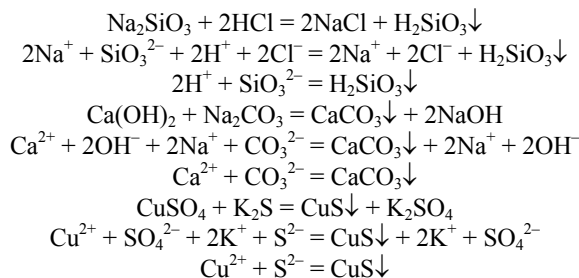 Na₂SiO₃ + 2HCl = 2NaCl + H₂SiO₃↓
2Na⁺ + SiO₃²⁻ + 2H⁺ + 2Cl⁻ = 2Na⁺ + 2Cl⁻ + H₂SiO₃↓
2H⁺ + SiO₃²⁻ = H₂SiO₃↓
Ca(OH)₂ + Na₂CO₃ = CaCO₃↓ + 2NaOH
Ca²⁺ + 2OH⁻ + 2Na⁺ + CO₃²⁻ = CaCO₃↓ + 2Na⁺ + 2OH⁻
Ca²⁺ + CO₃²⁻ = CaCO₃↓
CuSO₄ + K₂S = CuS↓ + K₂SO₄
Cu²⁺ + SO₄²⁻ + 2K⁺ + S²⁻ = CuS↓ + 2K⁺ + SO₄²⁻
Cu²⁺ + S²⁻ = CuS↓